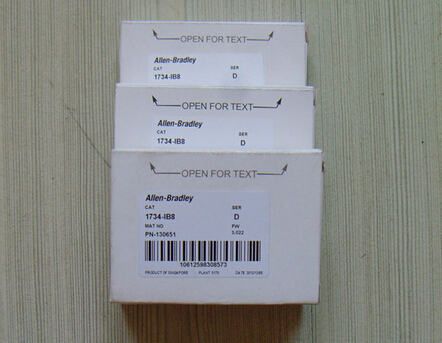 OPEN FOR TEXT
Allen-Bradley
CAT SER
1734-IB8 D
OPEN FOR TEXT
Allen-Bradley
CAT SER
1734-IB8 D
OPEN FOR TEXT
Allen-Bradley
CAT SER
1734-IB8 D
MAT NO FW
PN-130651 3.022
10612598308573
PRODUCT OF SINGAPORE PLANT DATE